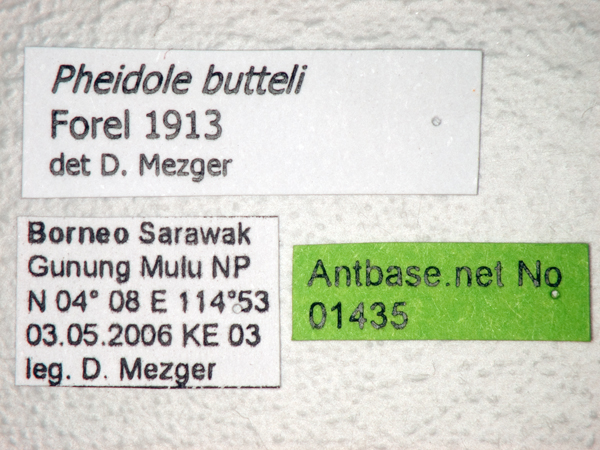 Pheidole butteli
Forel 1913
det D. Mezger
Borneo Sarawak
Gunung Mulu NP
N 04° 08 E 114°53
03.05.2006 KE 03
leg. D. Mezger
Antbase.net No
01435